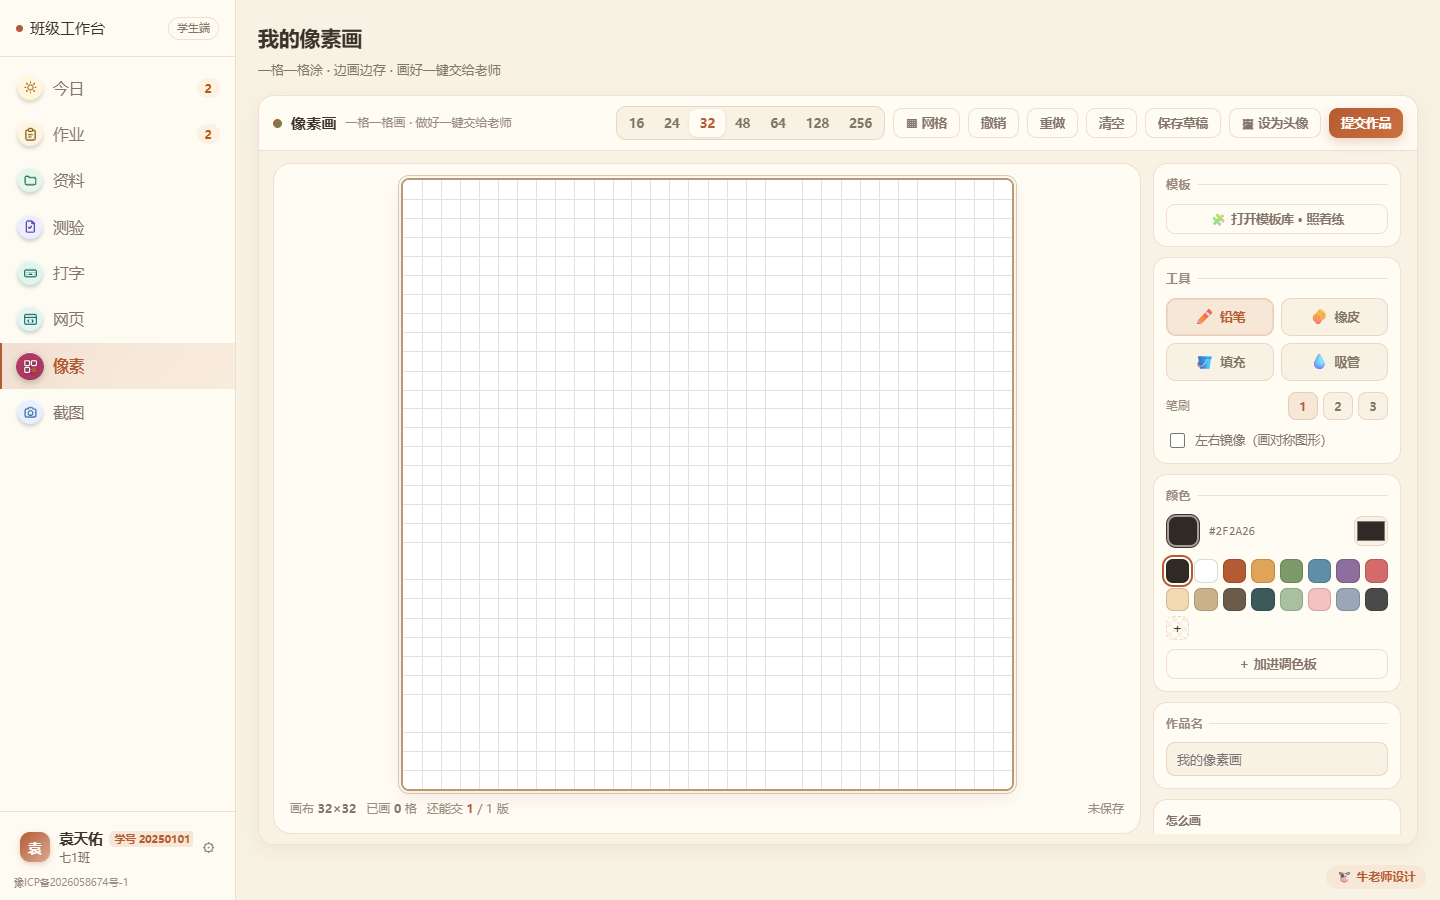 班级工作台 学生端
今日 2
作业 2
资料
测验
打字
网页
像素
截图
袁 袁天佑 学号 20250101
七1班
豫ICP备2026058674号-1
我的像素画
一格一格涂 · 边画边存 · 画好一键交给老师
像素画 一格一格画 · 做好一键交给老师
16 24 32 48 64 128 256
网格 撤销 重做 清空 保存草稿 设为头像 提交作品
画布 32×32 已画 0 格 还能交 1 / 1 版 未保存
模板
打开模板库 · 照着练
工具
铅笔 橡皮
填充 吸管
笔刷 1 2 3
左右镜像（画对称图形）
颜色
#2F2A26
+
+ 加进调色板
作品名
我的像素画
怎么画
牛老师设计